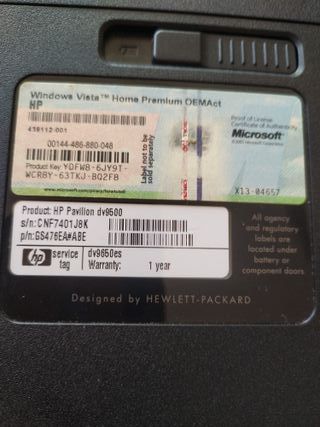 Windows Vista™ Home Premium OEMAct
HP
Proof of License
Certificate of Authenticity
438112-001
Microsoft
00144-486-880-048
Label not to be
sold separately
Product Key: YDFW8-6JY9T-
WCR8Y-63TKJ-BQ2F8
X13-04657
Product: HP Pavilion dv9500
s/n: CNF7401J8K
p/n: GS476EA#ABE
hp service
tag
dv9650es
Warranty: 1 year
All agency
and regulatory
labels are
located under
battery or
component doors.
Designed by HEWLETT-PACKARD